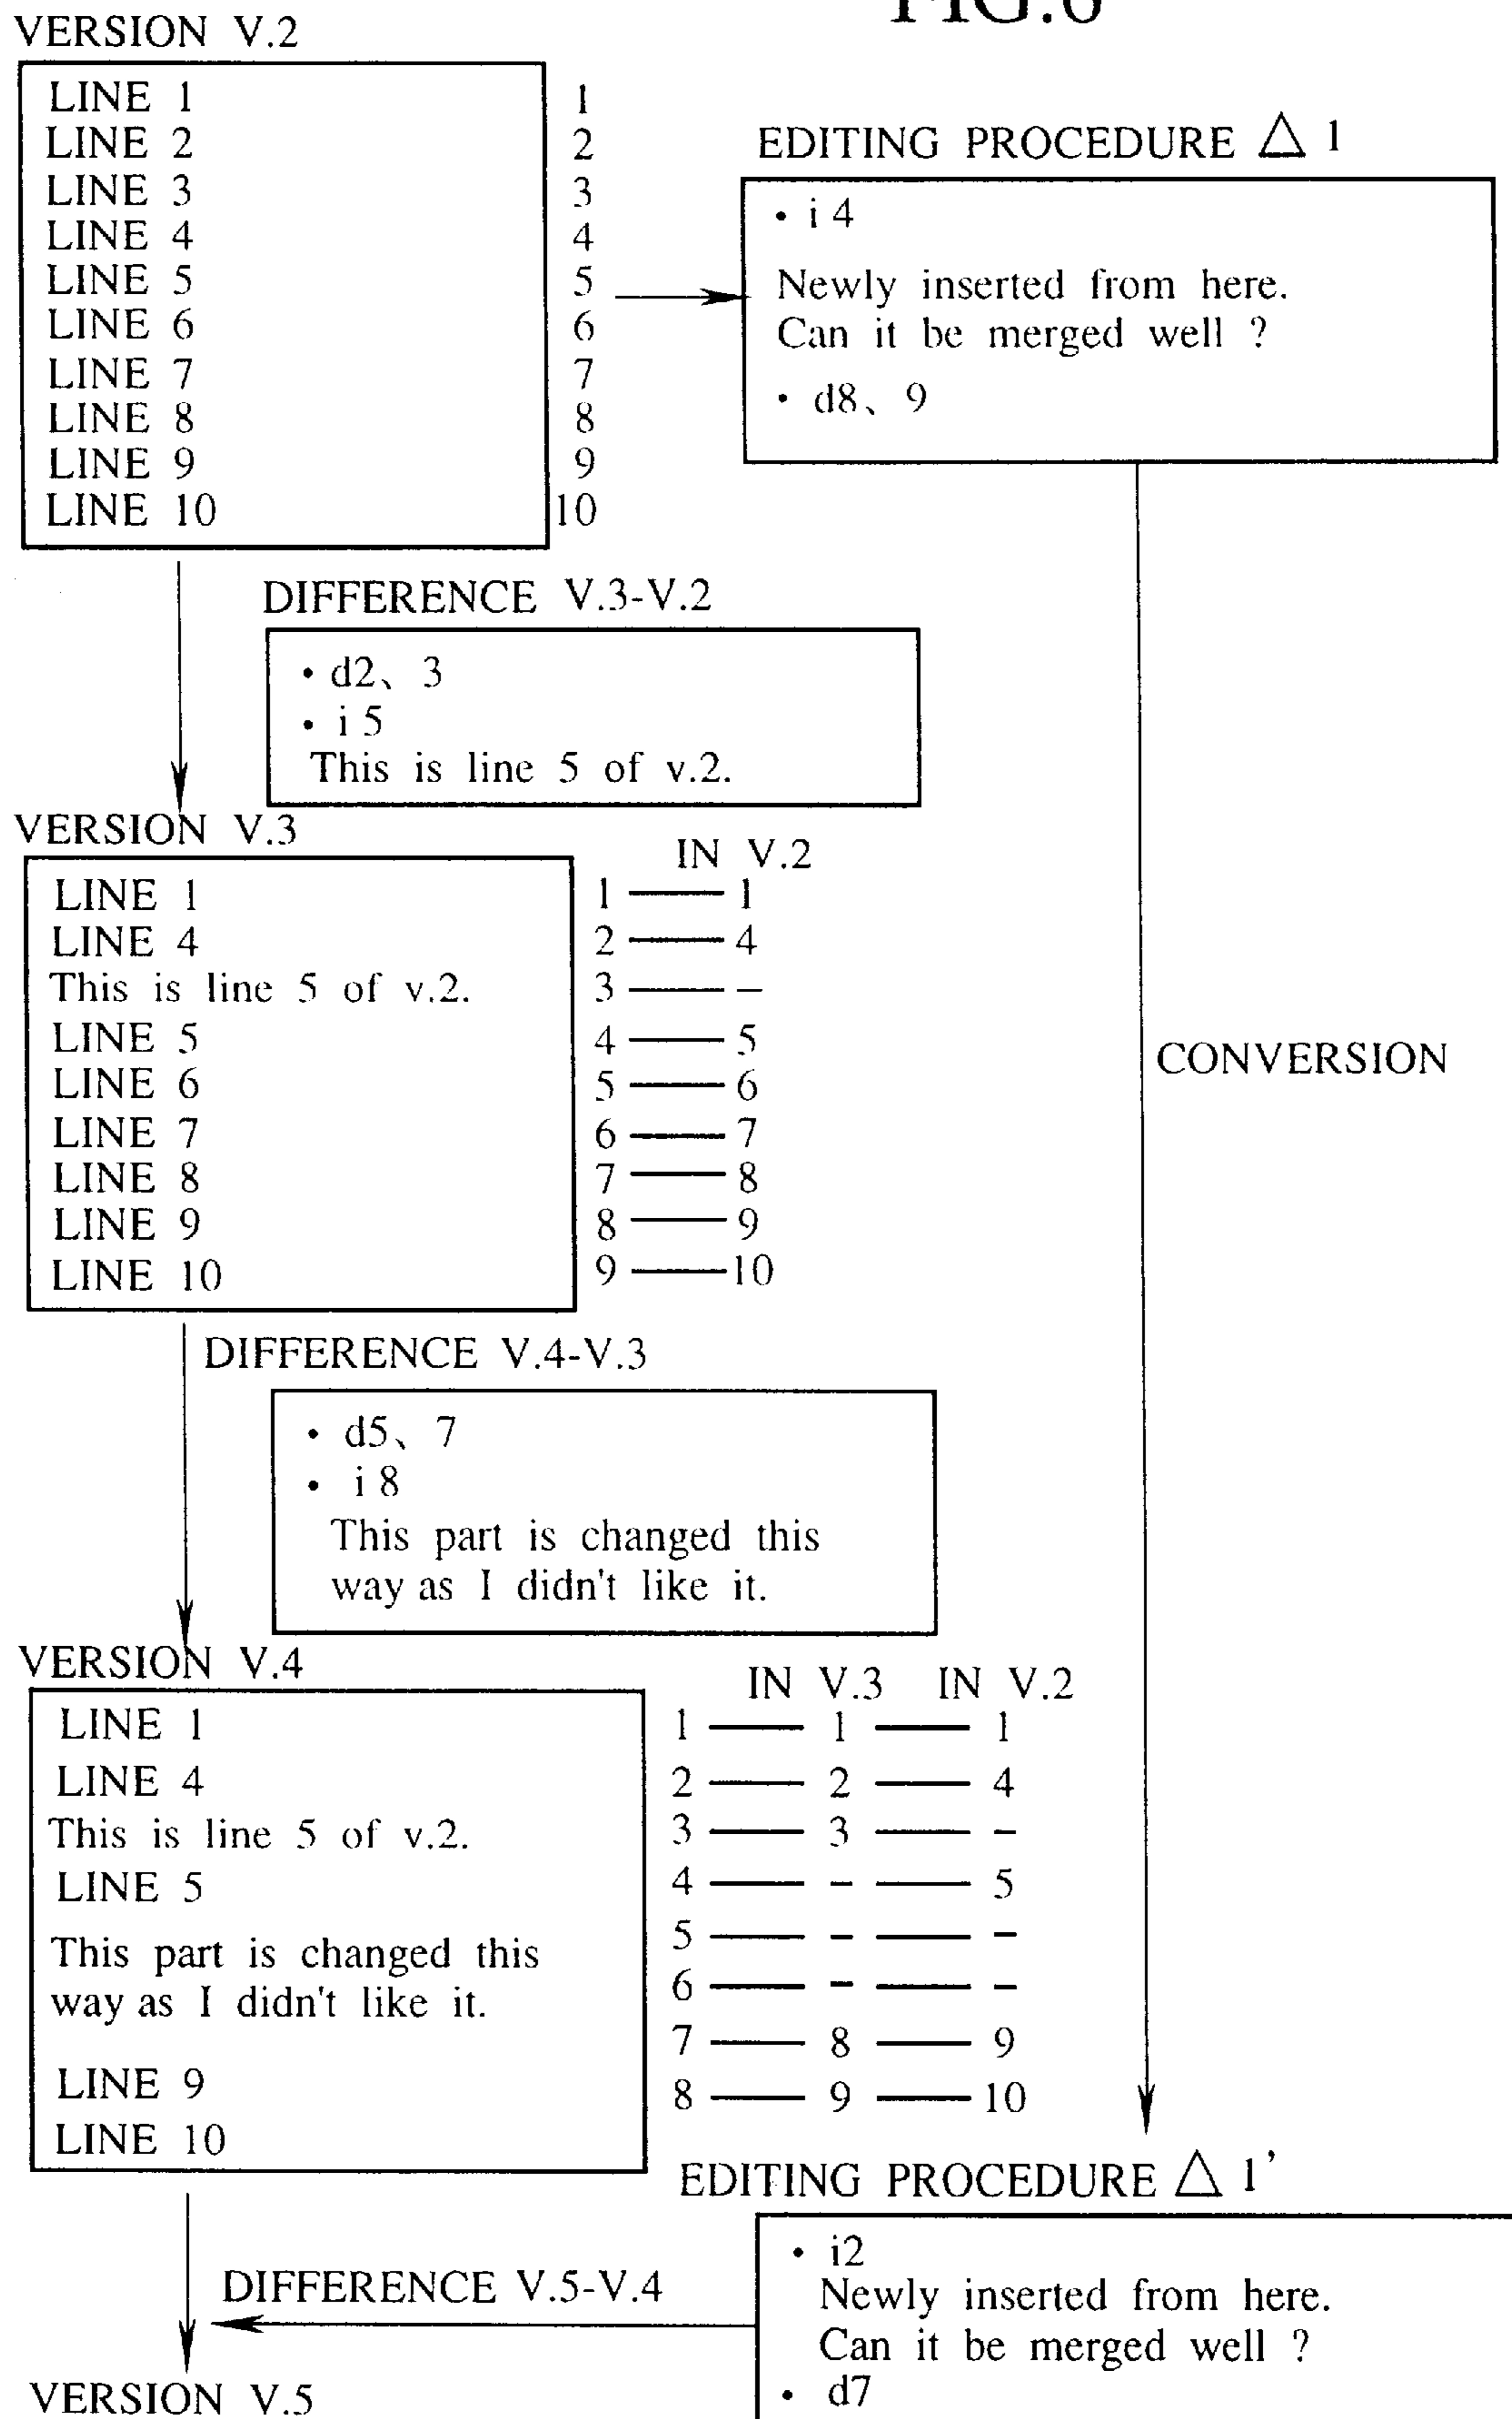 FIG.6
VERSION V.2
LINE 1 1
LINE 2 2
LINE 3 3
LINE 4 4
LINE 5 5
LINE 6 6
LINE 7 7
LINE 8 8
LINE 9 9
LINE 10 10
EDITING PROCEDURE △ 1
• i 4
Newly inserted from here.
Can it be merged well ?
• d8、 9
DIFFERENCE V.3-V.2
• d2、 3
• i 5
This is line 5 of v.2.
VERSION V.3
IN V.2
LINE 1 1 — 1
LINE 4 2 — 4
This is line 5 of v.2. 3 — –
LINE 5 4 — 5
LINE 6 5 — 6
LINE 7 6 — 7
LINE 8 7 — 8
LINE 9 8 — 9
LINE 10 9 — 10
CONVERSION
DIFFERENCE V.4-V.3
• d5、 7
• i 8
This part is changed this
way as I didn't like it.
VERSION V.4
IN V.3 IN V.2
LINE 1 1 — 1 — 1
LINE 4 2 — 2 — 4
This is line 5 of v.2. 3 — 3 — –
LINE 5 4 — – — 5
This part is changed this 5 — – — –
way as I didn't like it. 6 — – — –
LINE 9 7 — 8 — 9
LINE 10 8 — 9 — 10
EDITING PROCEDURE △ 1’
• i2
Newly inserted from here.
Can it be merged well ?
• d7
DIFFERENCE V.5-V.4
VERSION V.5